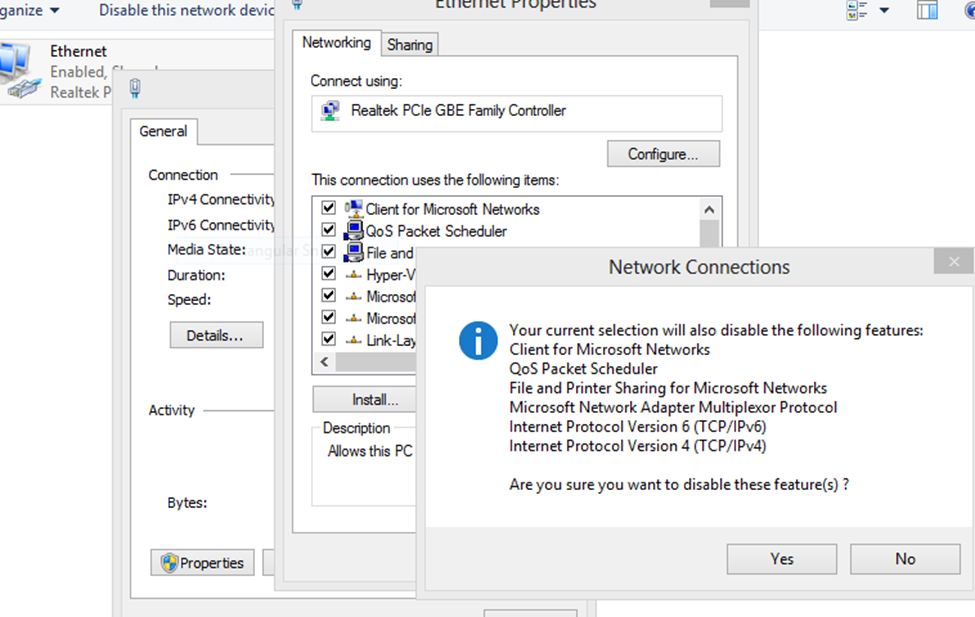 ganize
Disable this network devic
Ethernet
Enabled,
Realtek P
General
Connection
IPv4 Connectivity
IPv6 Connectivity
Media State:
Duration:
Speed:
Details...
Activity
Bytes:
Properties
Ethernet Properties
Networking
Sharing
Connect using:
Realtek PCIe GBE Family Controller
Configure...
This connection uses the following items:
Client for Microsoft Networks
QoS Packet Scheduler
File and
Hyper-V
Microsof
Microsof
Link-Lay
Install...
Description
Allows this PC
Network Connections
Your current selection will also disable the following features:
Client for Microsoft Networks
QoS Packet Scheduler
File and Printer Sharing for Microsoft Networks
Microsoft Network Adapter Multiplexor Protocol
Internet Protocol Version 6 (TCP/IPv6)
Internet Protocol Version 4 (TCP/IPv4)
Are you sure you want to disable these feature(s) ?
Yes
No